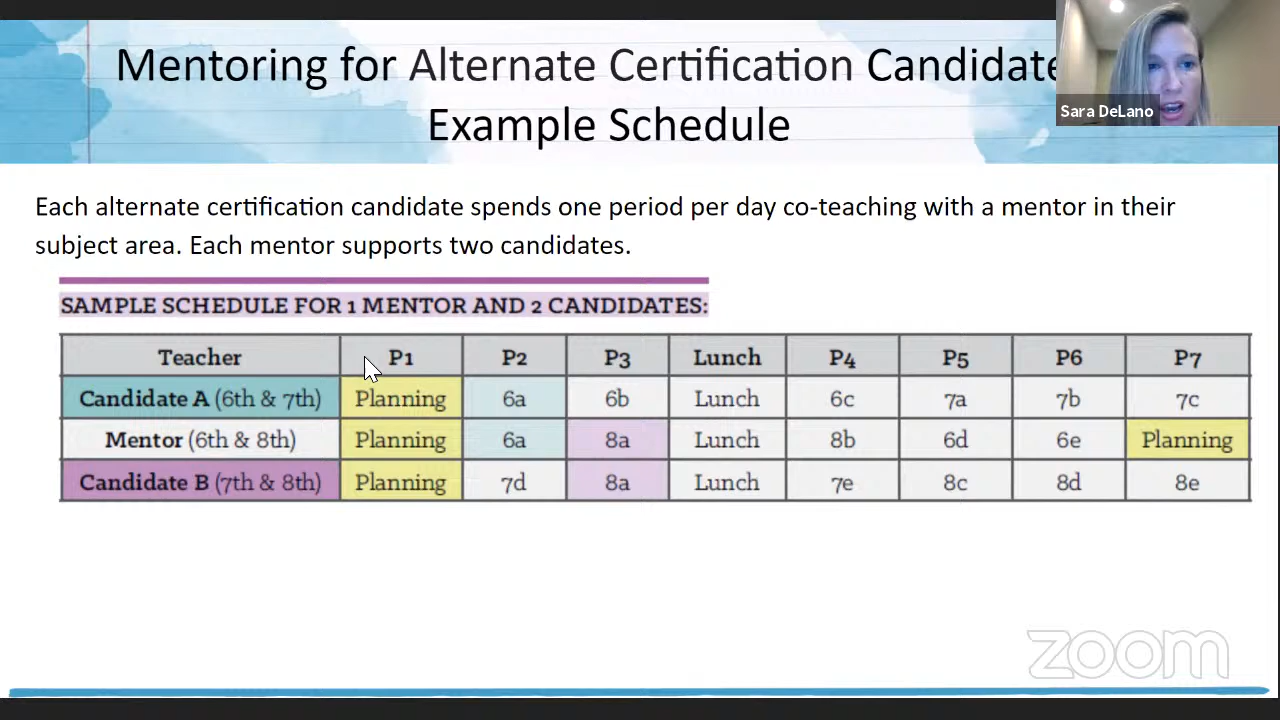 Mentoring for Alternate Certification Candidate
Example Schedule
Sara DeLano
Each alternate certification candidate spends one period per day co-teaching with a mentor in their
subject area. Each mentor supports two candidates.
SAMPLE SCHEDULE FOR 1 MENTOR AND 2 CANDIDATES:
Teacher P1 P2 P3 Lunch P4 P5 P6 P7
Candidate A (6th & 7th) Planning 6a 6b Lunch 6c 7a 7b 7c
Mentor (6th & 8th) Planning 6a 8a Lunch 8b 6d 6e Planning
Candidate B (7th & 8th) Planning 7d 8a Lunch 7e 8c 8d 8e
zoom